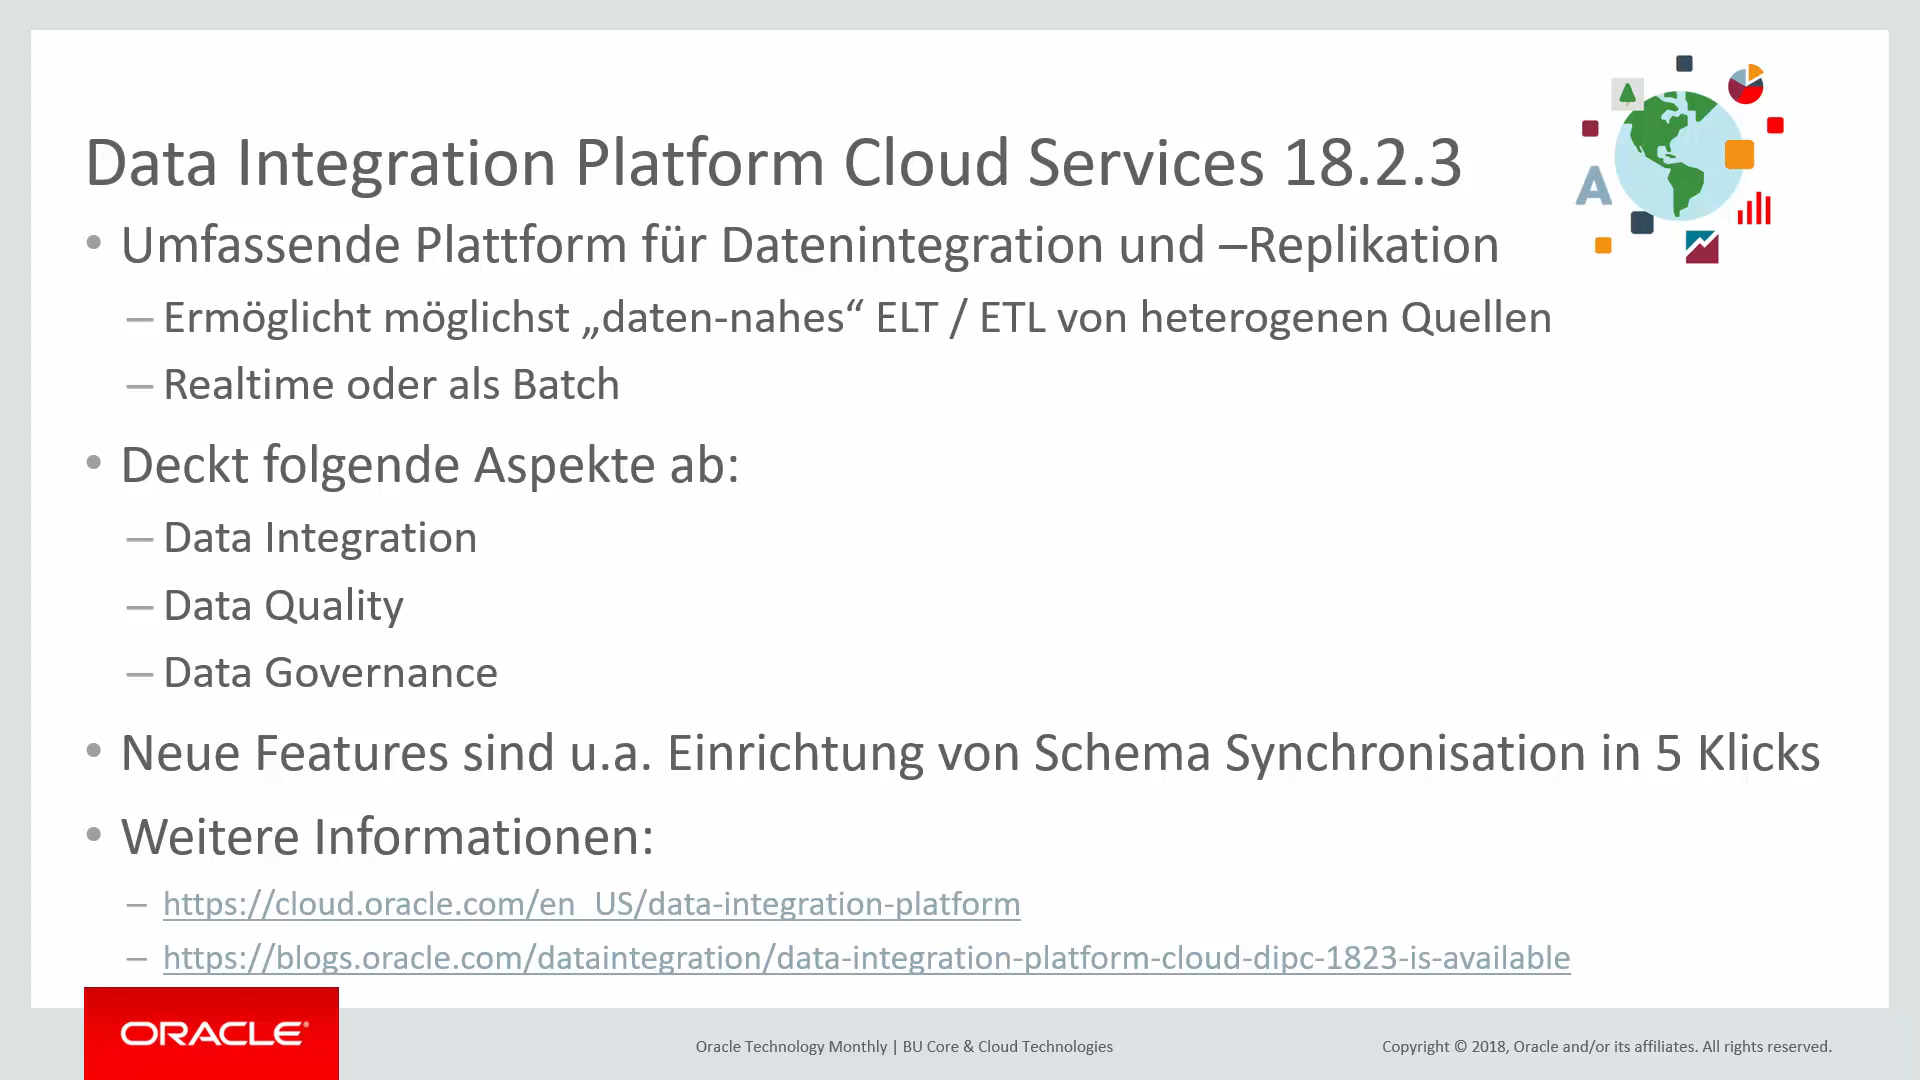 Data Integration Platform Cloud Services 18.2.3
• Umfassende Plattform für Datenintegration und –Replikation
– Ermöglicht möglichst „daten-nahes“ ELT / ETL von heterogenen Quellen
– Realtime oder als Batch
• Deckt folgende Aspekte ab:
– Data Integration
– Data Quality
– Data Governance
• Neue Features sind u.a. Einrichtung von Schema Synchronisation in 5 Klicks
• Weitere Informationen:
– https://cloud.oracle.com/en_US/data-integration-platform
– https://blogs.oracle.com/dataintegration/data-integration-platform-cloud-dipc-1823-is-available
A
ORACLE®
Oracle Technology Monthly | BU Core & Cloud Technologies
Copyright © 2018, Oracle and/or its affiliates. All rights reserved.